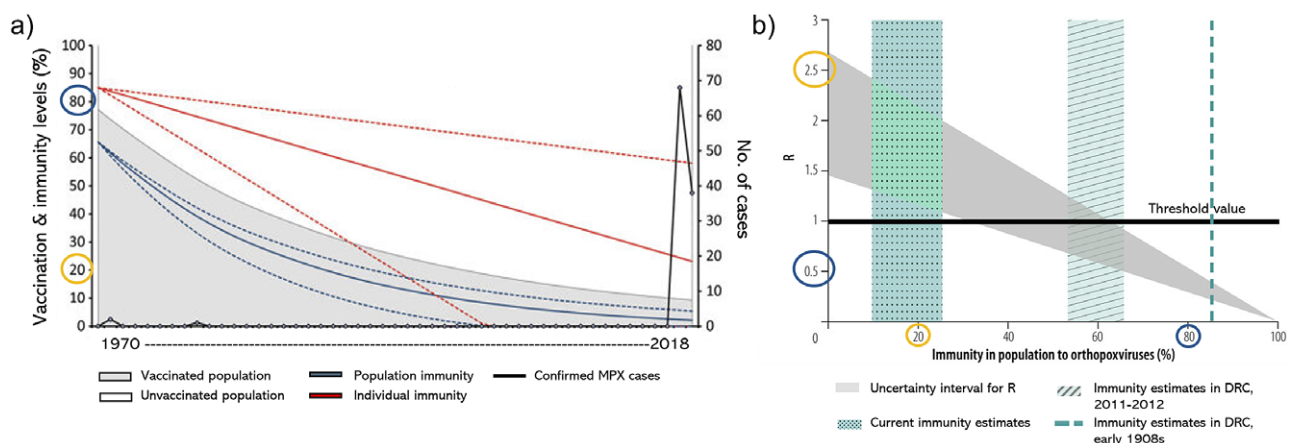 a)
Vaccination & immunity levels (%)
100
90
80
70
60
50
40
30
20
10
0
80
70
60
50
40
30
20
10
0
No. of cases
1970
2018
Vaccinated population
Unvaccinated population
Population immunity
Individual immunity
Confirmed MPX cases
b)
R
3
2.5
2
1.5
1
0.5
0
Threshold value
20
40
60
80
100
Immunity in population to orthopoxviruses (%)
Uncertainty interval for R
Current immunity estimates
Immunity estimates in DRC,
2011-2012
Immunity estimates in DRC,
early 1908s